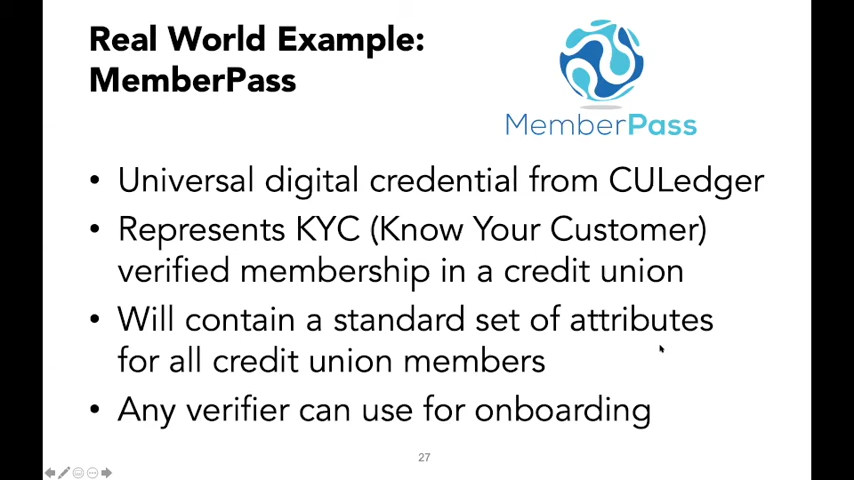 Real World Example:
MemberPass
MemberPass
• Universal digital credential from CULedger
• Represents KYC (Know Your Customer)
verified membership in a credit union
• Will contain a standard set of attributes
for all credit union members
• Any verifier can use for onboarding
27